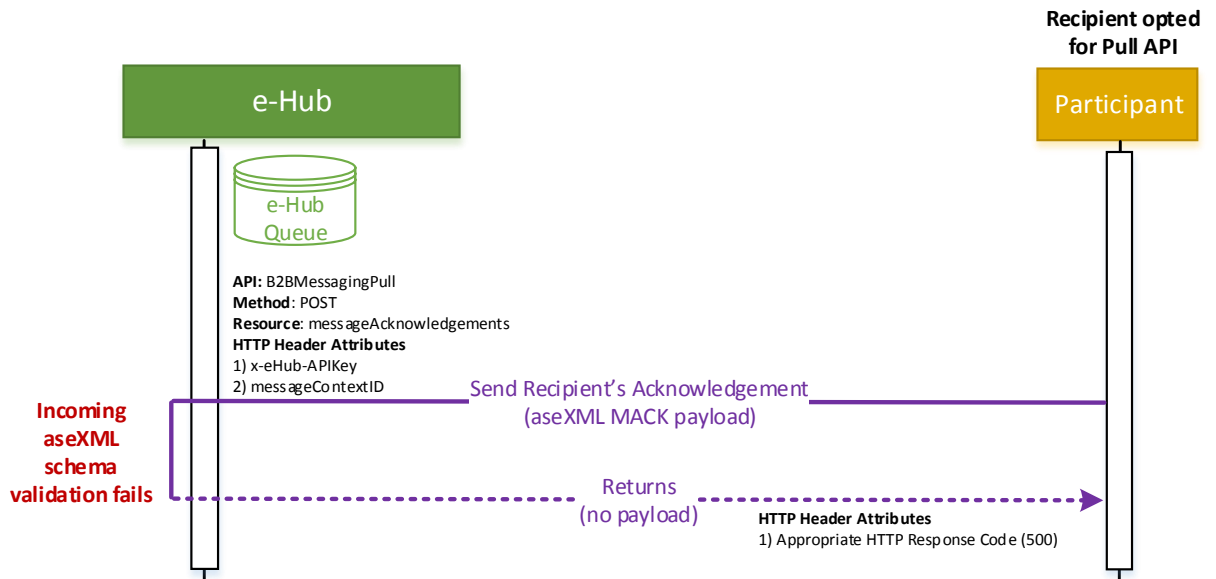 Recipient opted
for Pull API
e-Hub
Participant
e-Hub
Queue
API: B2BMessagingPull
Method: POST
Resource: messageAcknowledgements
HTTP Header Attributes
1) x-eHub-APIKey
2) messageContextID
Send Recipient’s Acknowledgement
(aseXML MACK payload)
Incoming
aseXML
schema
validation fails
Returns
(no payload)
HTTP Header Attributes
1) Appropriate HTTP Response Code (500)